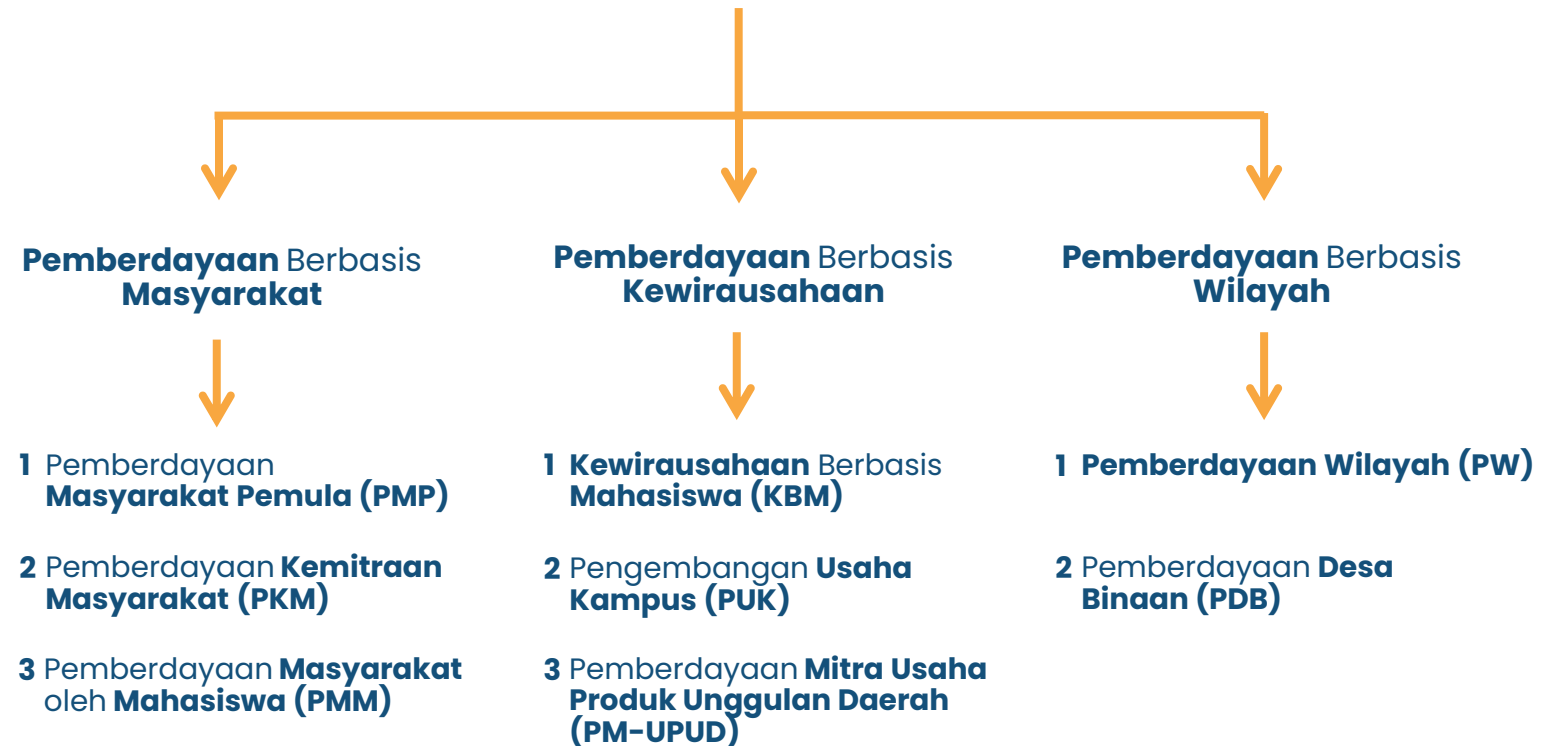 Pemberdayaan Berbasis
Masyarakat
1 Pemberdayaan
Masyarakat Pemula (PMP)
2 Pemberdayaan Kemitraan
Masyarakat (PKM)
3 Pemberdayaan Masyarakat
oleh Mahasiswa (PMM)
Pemberdayaan Berbasis
Kewirausahaan
1 Kewirausahaan Berbasis
Mahasiswa (KBM)
2 Pengembangan Usaha
Kampus (PUK)
3 Pemberdayaan Mitra Usaha
Produk Unggulan Daerah
(PM-UPUD)
Pemberdayaan Berbasis
Wilayah
1 Pemberdayaan Wilayah (PW)
2 Pemberdayaan Desa
Binaan (PDB)